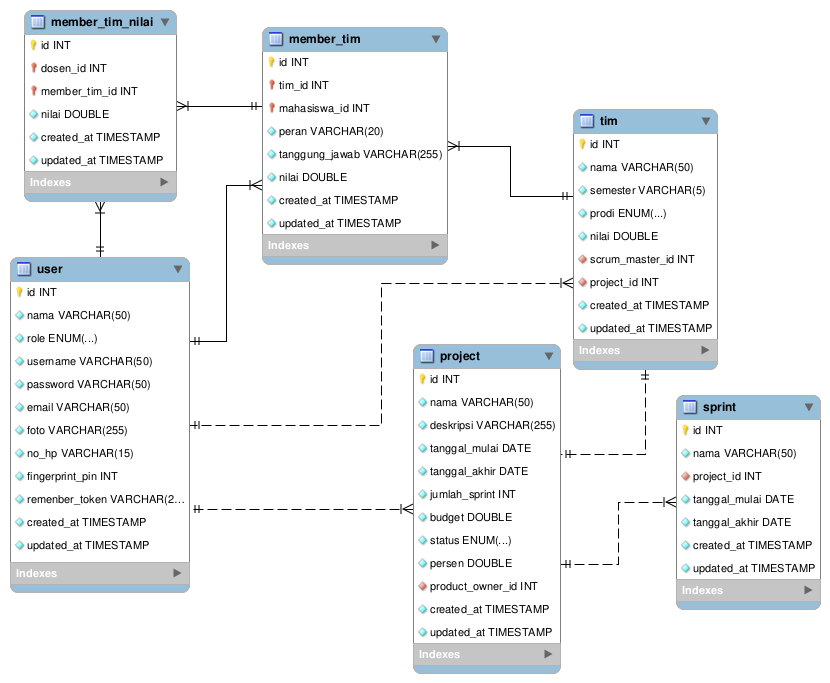 member_tim_nilai
id INT
dosen_id INT
member_tim_id INT
nilai DOUBLE
created_at TIMESTAMP
updated_at TIMESTAMP
Indexes
member_tim
id INT
tim_id INT
mahasiswa_id INT
peran VARCHAR(20)
tanggung_jawab VARCHAR(255)
nilai DOUBLE
created_at TIMESTAMP
updated_at TIMESTAMP
Indexes
tim
id INT
nama VARCHAR(50)
semester VARCHAR(5)
prodi ENUM(...)
nilai DOUBLE
scrum_master_id INT
project_id INT
created_at TIMESTAMP
updated_at TIMESTAMP
Indexes
user
id INT
nama VARCHAR(50)
role ENUM(...)
username VARCHAR(50)
password VARCHAR(50)
email VARCHAR(50)
foto VARCHAR(255)
no_hp VARCHAR(15)
fingerprint_pin INT
remenber_token VARCHAR(2...
created_at TIMESTAMP
updated_at TIMESTAMP
Indexes
project
id INT
nama VARCHAR(50)
deskripsi VARCHAR(255)
tanggal_mulai DATE
tanggal_akhir DATE
jumlah_sprint INT
budget DOUBLE
status ENUM(...)
persen DOUBLE
product_owner_id INT
created_at TIMESTAMP
updated_at TIMESTAMP
Indexes
sprint
id INT
nama VARCHAR(50)
project_id INT
tanggal_mulai DATE
tanggal_akhir DATE
created_at TIMESTAMP
updated_at TIMESTAMP
Indexes